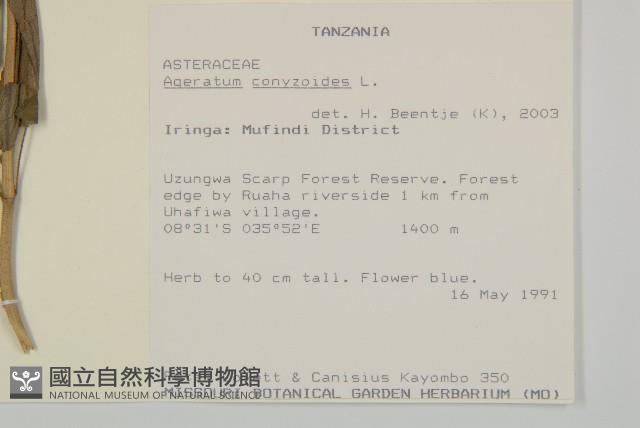 TANZANIA
ASTERACEAE
Ageratum conyzoides L.
det. H. Beentje (K), 2003
Iringa: Mufindi District
Uzungwa Scarp Forest Reserve. Forest
edge by Ruaha riverside 1 km from
Uhafiwa village.
08°31'S 035°52'E 1400 m
Herb to 40 cm tall. Flower blue.
16 May 1991
& Canisius Kayombo 350
MISSOURI BOTANICAL GARDEN HERBARIUM (MO)
國立自然科學博物館
NATIONAL MUSEUM OF NATURAL SCIENCE